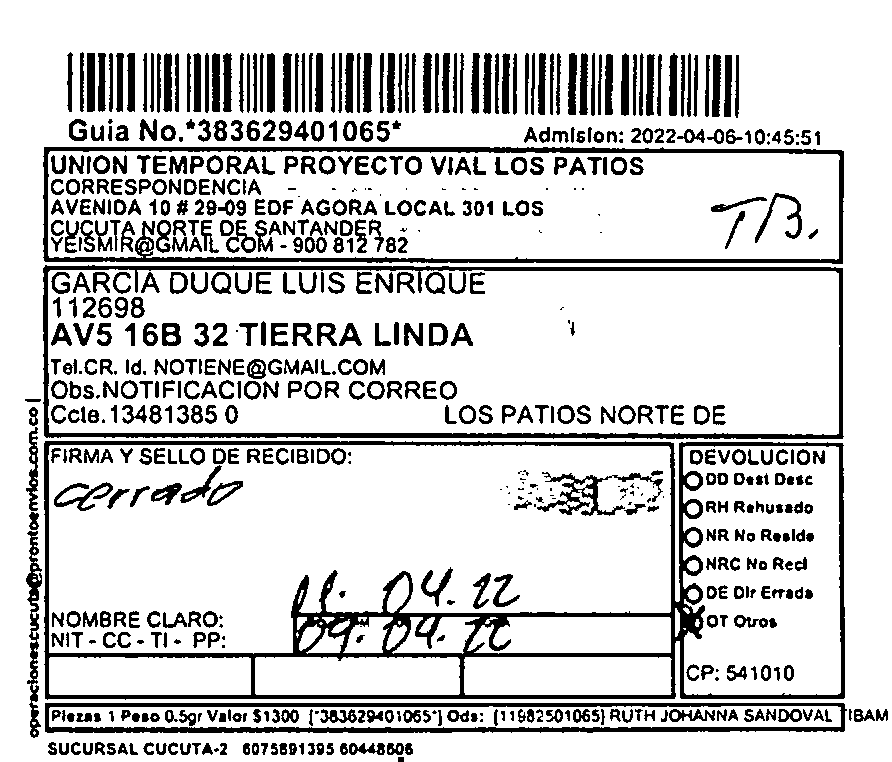 Guia No.*383629401065*
Admision: 2022-04-06-10:45:51
UNION TEMPORAL PROYECTO VIAL LOS PATIOS
CORRESPONDENCIA
AVENIDA 10 # 29-09 EDF AGORA LOCAL 301 LOS
CUCUTA NORTE DE SANTANDER
YEISMIR@GMAIL COM - 900 812 782
T/B.
GARCIA DUQUE LUIS ENRIQUE
112698
AV5 16B 32 TIERRA LINDA
Tel.CR. Id. NOTIENE@GMAIL.COM
Obs.NOTIFICACION POR CORREO
Ccte.13481385 0 LOS PATIOS NORTE DE
operacionescucuta@prontoenvios.com.co |
FIRMA Y SELLO DE RECIBIDO:
cerrado
11. 04. 22
NOMBRE CLARO:
09. 04. 22
NIT - CC - TI - PP:
DEVOLUCION
DD Dest Desc
RH Rehusado
NR No Reside
NRC No Recl
DE Dir Errada
OT Otros
CP: 541010
Piezas 1 Peso 0.5gr Valor $1300 [*383629401065*] Ods: [11982501065] RUTH JOHANNA SANDOVAL TIBAM
SUCURSAL CUCUTA-2 6075891395 60448606